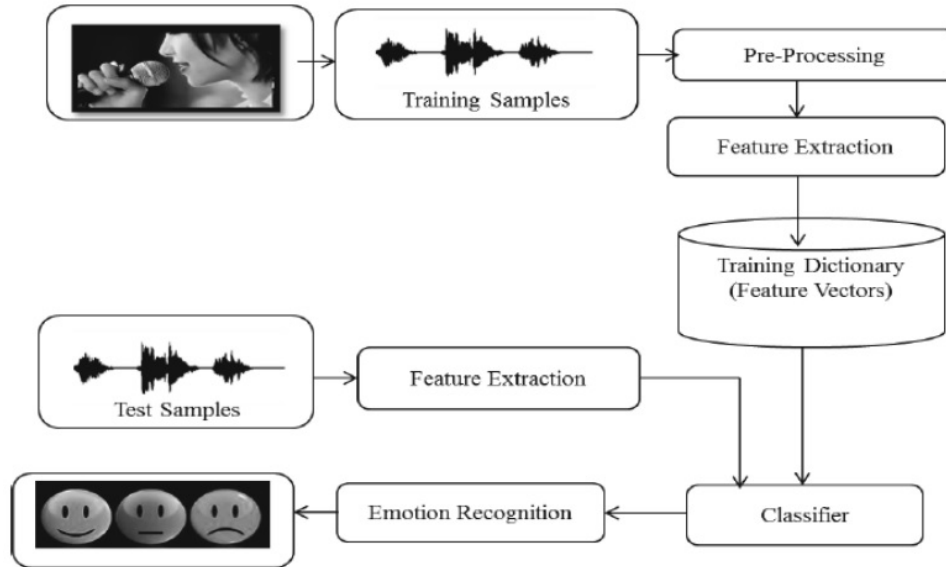 Training Samples
Pre-Processing
Feature Extraction
Training Dictionary
(Feature Vectors)
Test Samples
Feature Extraction
Emotion Recognition
Classifier